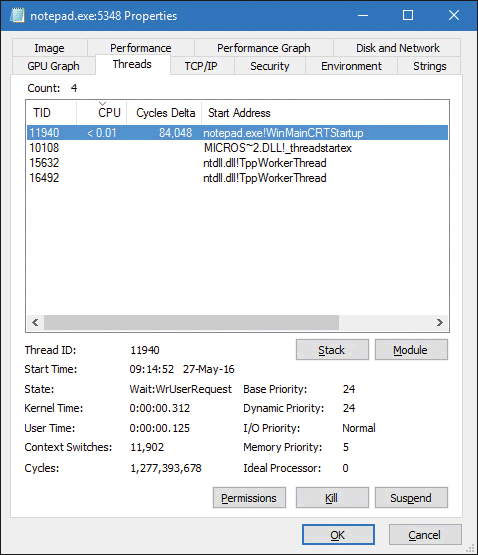 notepad.exe:5348 Properties
Image Performance Performance Graph Disk and Network
GPU Graph Threads TCP/IP Security Environment Strings
Count: 4
TID CPU Cycles Delta Start Address
11940 < 0.01 84,048 notepad.exe!WinMainCRTStartup
10108 MICROS~2.DLL!_threadstartex
15632 ntdll.dll!TppWorkerThread
16492 ntdll.dll!TppWorkerThread
Thread ID: 11940 Stack Module
Start Time: 09:14:52 27-May-16
State: Wait:WrUserRequest Base Priority: 24
Kernel Time: 0:00:00.312 Dynamic Priority: 24
User Time: 0:00:00.125 I/O Priority: Normal
Context Switches: 11,902 Memory Priority: 5
Cycles: 1,277,393,678 Ideal Processor: 0
Permissions Kill Suspend
OK Cancel